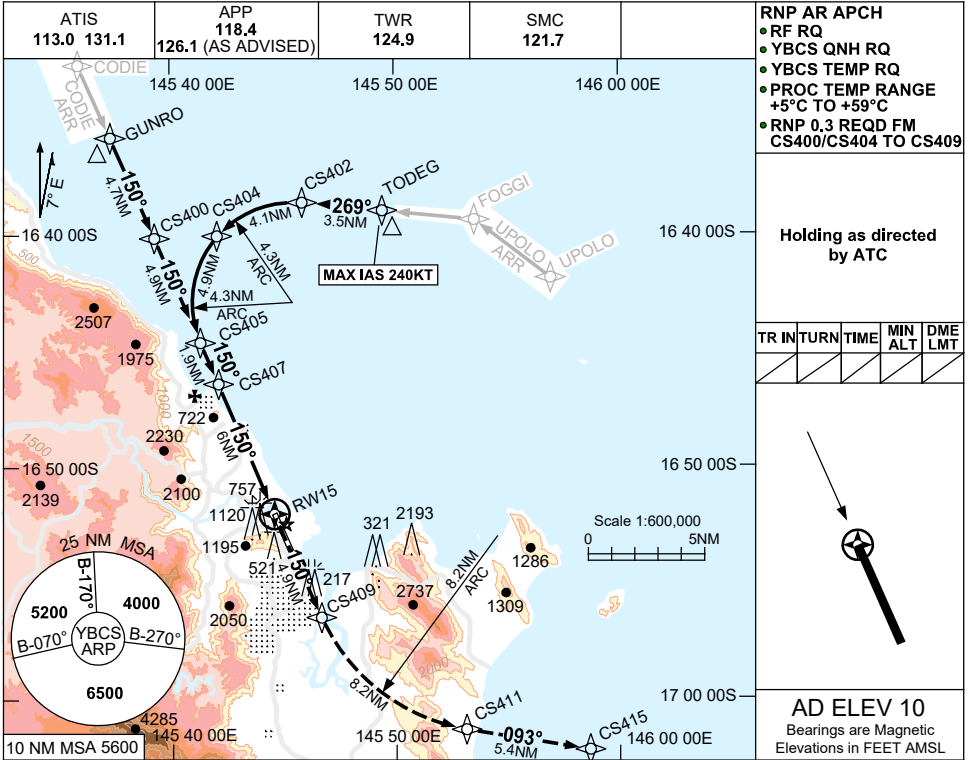 ATIS
113.0 131.1
APP
118.4
126.1 (AS ADVISED)
TWR
124.9
SMC
121.7
RNP AR APCH
• RF RQ
• YBCS QNH RQ
• YBCS TEMP RQ
• PROC TEMP RANGE
+5°C TO +59°C
• RNP 0.3 REQD FM
CS400/CS404 TO CS409
Holding as directed
by ATC
TR IN
TURN
TIME
MIN
ALT
DME
LMT
AD ELEV 10
Bearings are Magnetic
Elevations in FEET AMSL
CODIE
CODIE
ARR
145 40 00E
145 50 00E
146 00 00E
GUNRO
7° E
150°
4.7NM
CS400
CS404
CS402
TODEG
FOGGI
UPOLO
ARR
UPOLO
4.1NM
269°
3.5NM
16 40 00S
16 40 00S
MAX IAS 240KT
150°
4.9NM
4.9NM
4.3NM
ARC
4.3NM
ARC
500
2507
1975
CS405
150°
1.9NM
CS407
1000
722
2230
150°
6NM
1500
16 50 00S
16 50 00S
2139
2100
757
RW15
1120
1195
521
321
2193
Scale 1:600,000
0
5NM
150°
4.9NM
217
CS409
8.2NM
ARC
1286
2737
1309
2050
2000
25 NM MSA
B-170°
5200
4000
B-070°
B-270°
YBCS
ARP
6500
8.2NM
CS411
093°
5.4NM
CS415
17 00 00S
4285
145 40 00E
145 50 00E
146 00 00E
10 NM MSA 5600